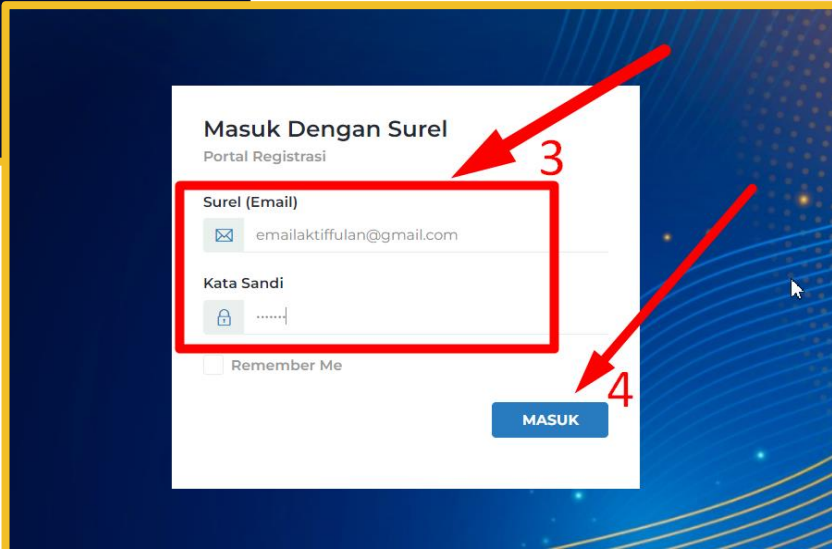 Masuk Dengan Surel
Portal Registrasi
3
Surel (Email)
emailaktiffulan@gmail.com
Kata Sandi
·······
Remember Me
4
MASUK